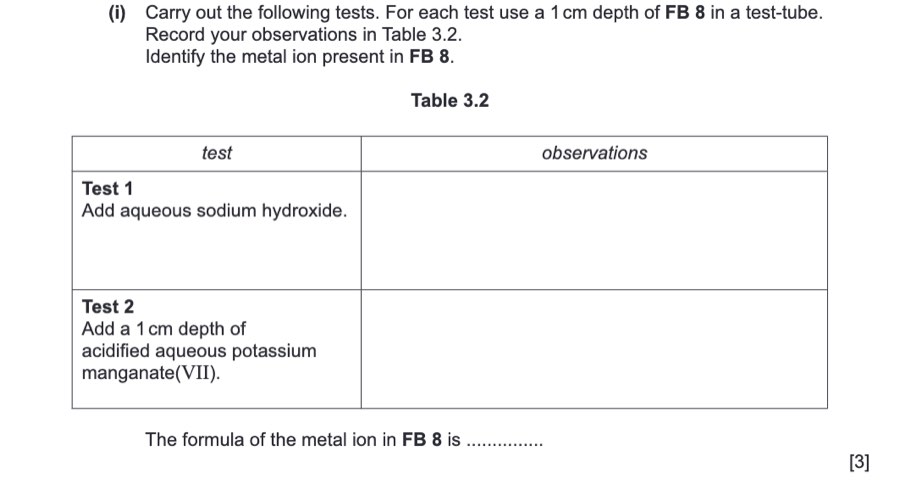 (i) Carry out the following tests. For each test use a 1 cm depth of FB 8 in a test-tube.
Record your observations in Table 3.2.
Identify the metal ion present in FB 8.
Table 3.2
test
observations
Test 1
Add aqueous sodium hydroxide.
Test 2
Add a 1 cm depth of
acidified aqueous potassium
manganate(VII).
The formula of the metal ion in FB 8 is ...............
[3]